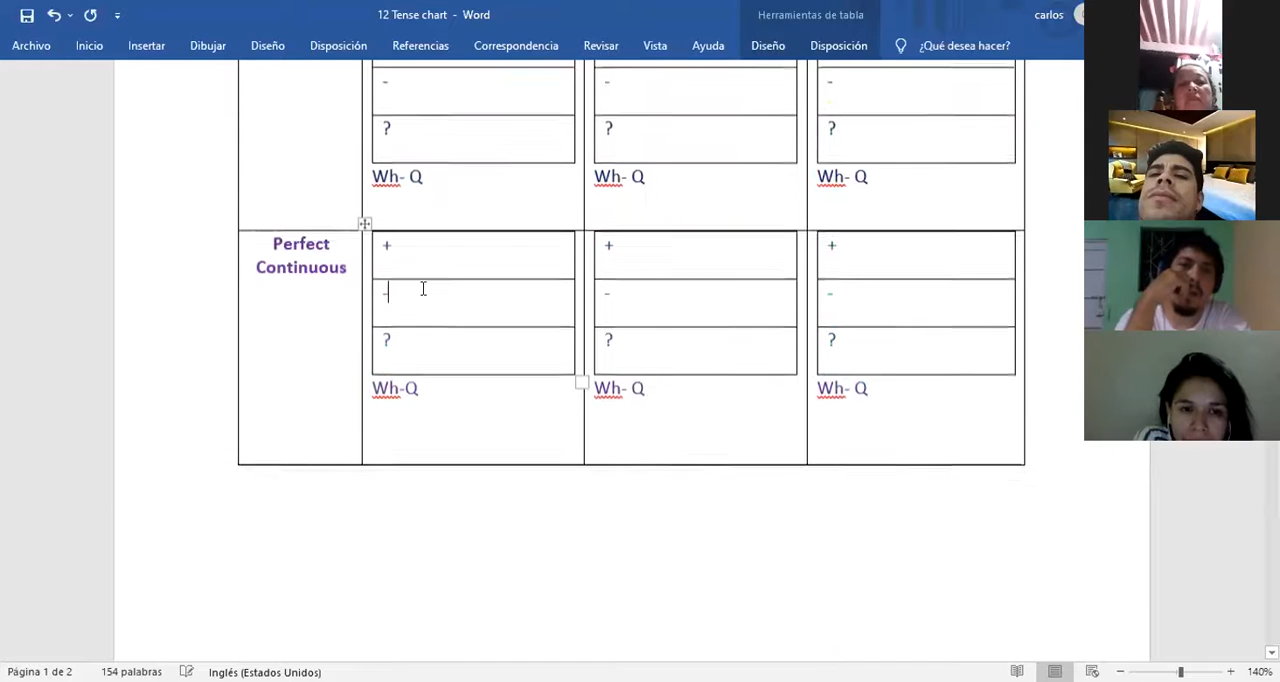 12 Tense chart - Word
Herramientas de tabla
carlos
Archivo Inicio Insertar Dibujar Diseño Disposición Referencias Correspondencia Revisar Vista Ayuda Diseño Disposición ¿Qué desea hacer?
- - -
? ? ?
Wh- Q Wh- Q Wh- Q
Perfect
Continuous
+ + +
- - -
? ? ?
Wh-Q Wh- Q Wh- Q
Página 1 de 2 154 palabras Inglés (Estados Unidos) 140%